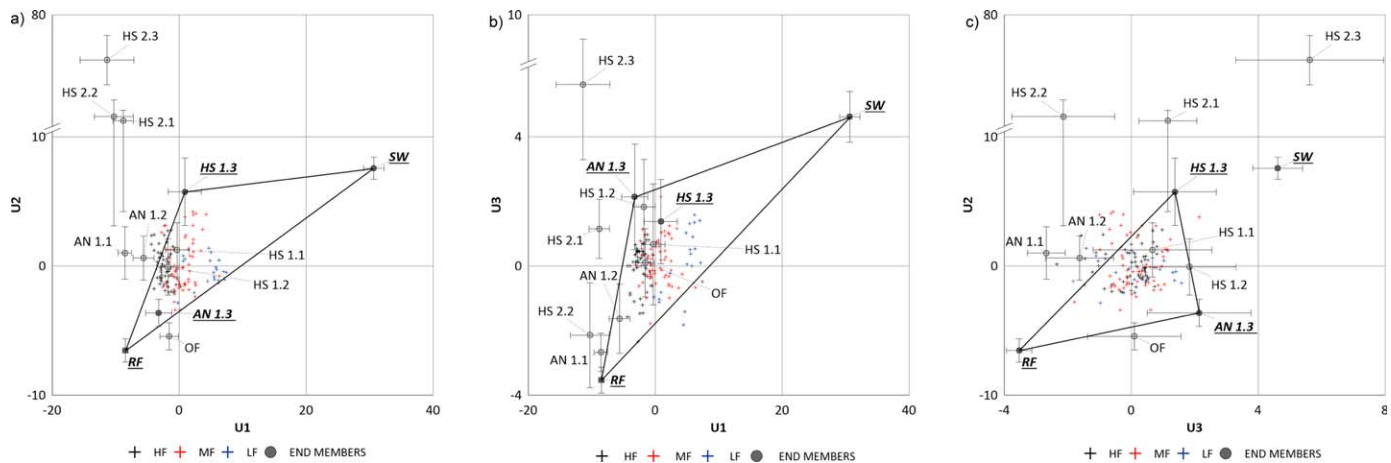 a)
80
HS 2.3
HS 2.2
HS 2.1
10
HS 1.3
SW
U2
AN 1.2
AN 1.1
HS 1.1
0
HS 1.2
AN 1.3
OF
RF
-10
-20 0 20 40
U1
HF MF LF END MEMBERS
b)
10
HS 2.3
SW
4
AN 1.3
HS 1.2
HS 1.3
U3
HS 2.1
HS 1.1
0
AN 1.2
OF
HS 2.2
AN 1.1
RF
-4
-20 0 20 40
U1
HF MF LF END MEMBERS
c)
80
HS 2.3
HS 2.2
HS 2.1
10
SW
HS 1.3
U2
AN 1.2
AN 1.1
HS 1.1
0
HS 1.2
AN 1.3
OF
RF
-10
-4 0 4 8
U3
HF MF LF END MEMBERS